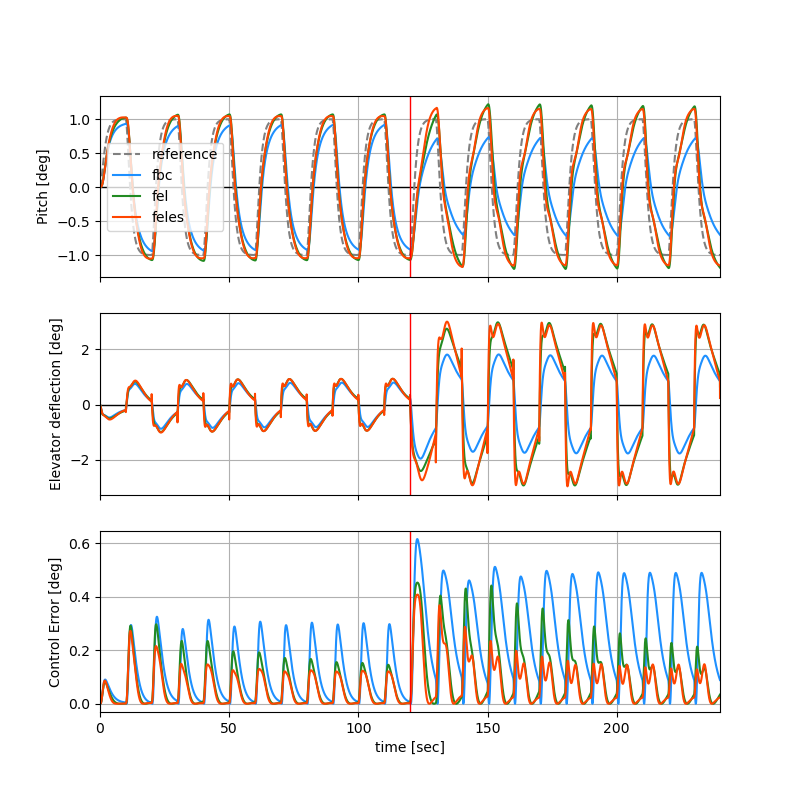 1.0
0.5
0.0
−0.5
−1.0
Pitch [deg]
reference
fbc
fel
feles
2
0
−2
Elevator deflection [deg]
0.6
0.4
0.2
0.0
Control Error [deg]
0 50 100 150 200
time [sec]